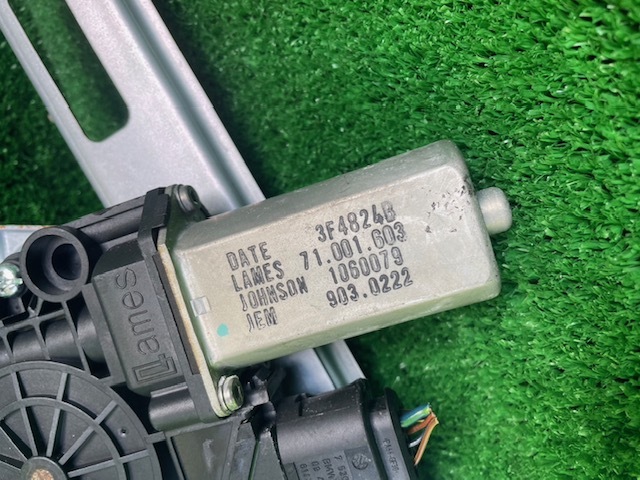 DATE 3F4824B
LAMES 71.001.603
JOHNSON 1060079
JEM 903.0222
Lames